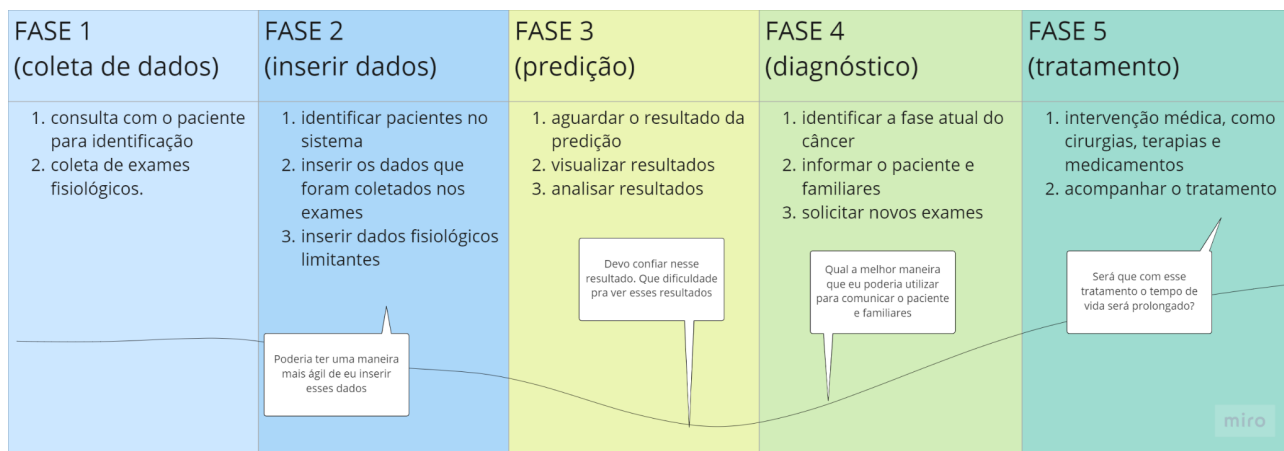 FASE 1
(coleta de dados)
1. consulta com o paciente
para identificação
2. coleta de exames
fisiológicos.
FASE 2
(inserir dados)
1. identificar pacientes no
sistema
2. inserir os dados que
foram coletados nos
exames
3. inserir dados fisiológicos
limitantes
Poderia ter uma maneira
mais ágil de eu inserir
esses dados
FASE 3
(predição)
1. aguardar o resultado da
predição
2. visualizar resultados
3. analisar resultados
Devo confiar nesse
resultado. Que dificuldade
pra ver esses resultados
FASE 4
(diagnóstico)
1. identificar a fase atual do
câncer
2. informar o paciente e
familiares
3. solicitar novos exames
Qual a melhor maneira
que eu poderia utilizar
para comunicar o paciente
e familiares
FASE 5
(tratamento)
1. intervenção médica, como
cirurgias, terapias e
medicamentos
2. acompanhar o tratamento
Será que com esse
tratamento o tempo de
vida será prolongado?
miro